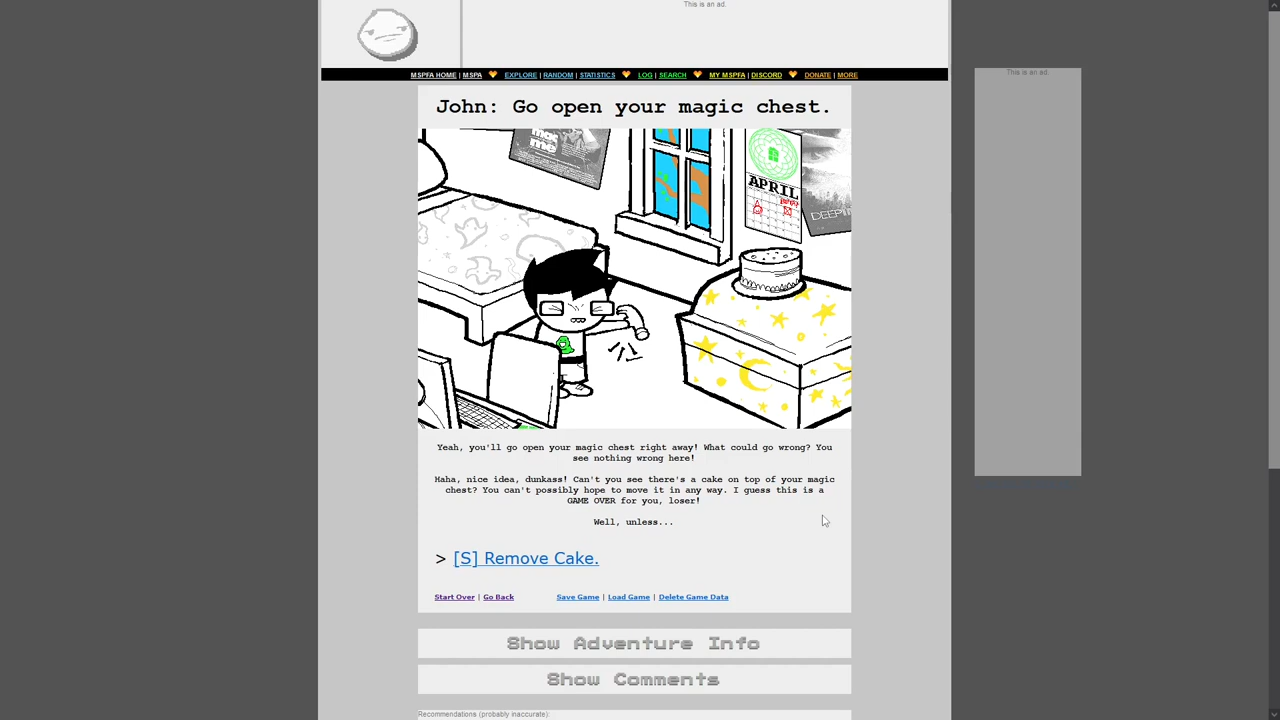 This is an ad.
MSPFA HOME | MSPA EXPLORE | RANDOM | STATISTICS LOG | SEARCH MY MSPFA | DISCORD DONATE | MORE
This is an ad.
John: Go open your magic chest.
mac
me
APRIL
DEEP
Yeah, you'll go open your magic chest right away! What could go wrong? You
see nothing wrong here!
Haha, nice idea, dunkass! Can't you see there's a cake on top of your magic
chest? You can't possibly hope to move it in any way. I guess this is a
GAME OVER for you, loser!
Well, unless...
> [S] Remove Cake.
Start Over | Go Back Save Game | Load Game | Delete Game Data
Show Adventure Info
Show Comments
Recommendations (probably inaccurate):